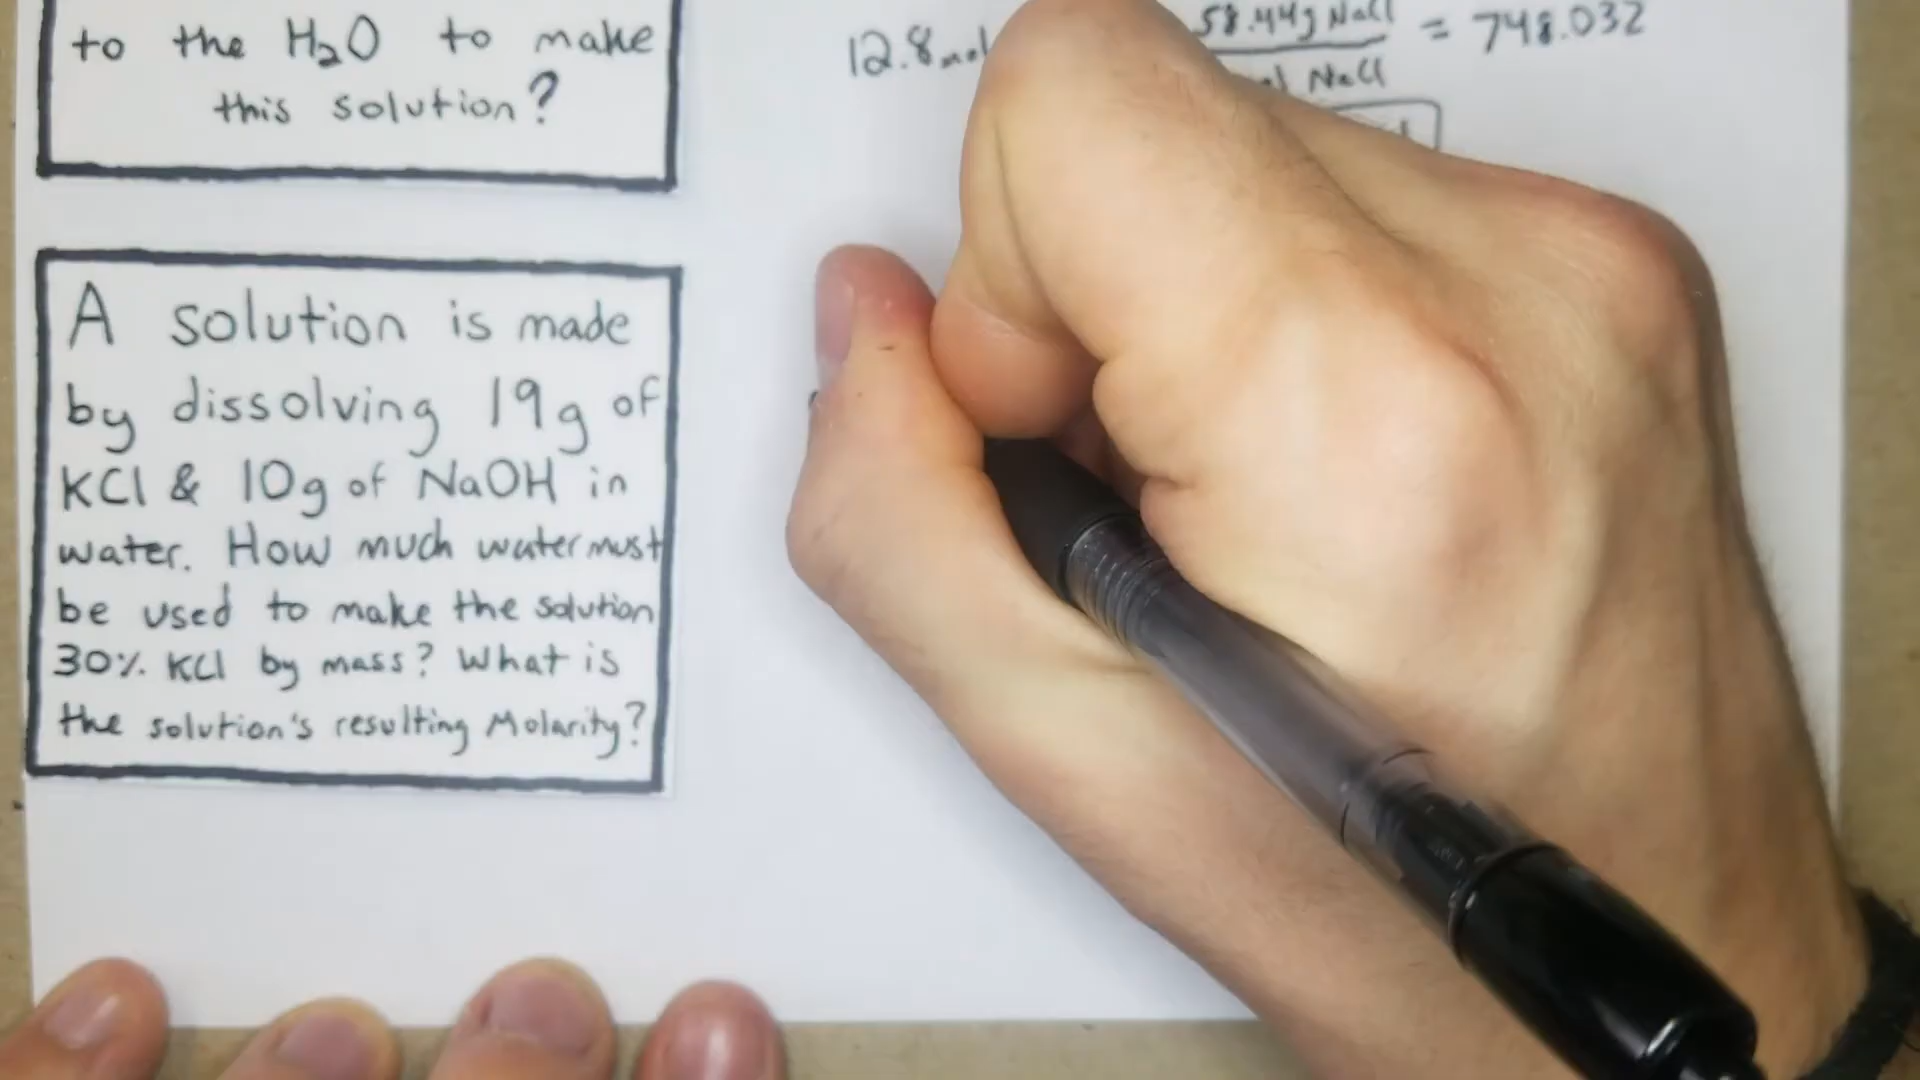 to the H₂O to make
this solution?
A solution is made
by dissolving 19g of
KCl & 10g of NaOH in
water. How much water must
be used to make the solution
30% KCl by mass? What is
the solution's resulting Molarity?
58.44g NaCl
12.8 mol = 748.032
NaCl